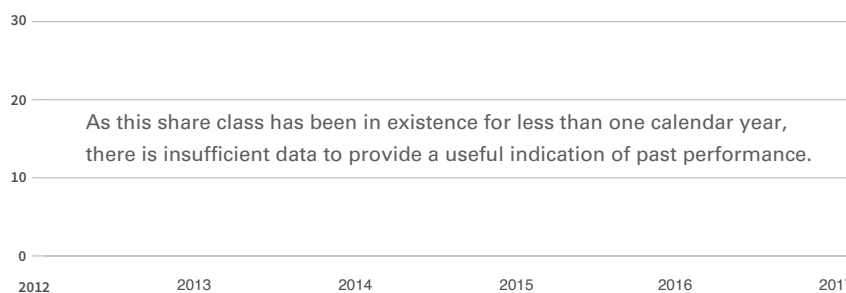 30
20
As this share class has been in existence for less than one calendar year,
there is insufficient data to provide a useful indication of past performance.
10
0
2012 2013 2014 2015 2016 2017